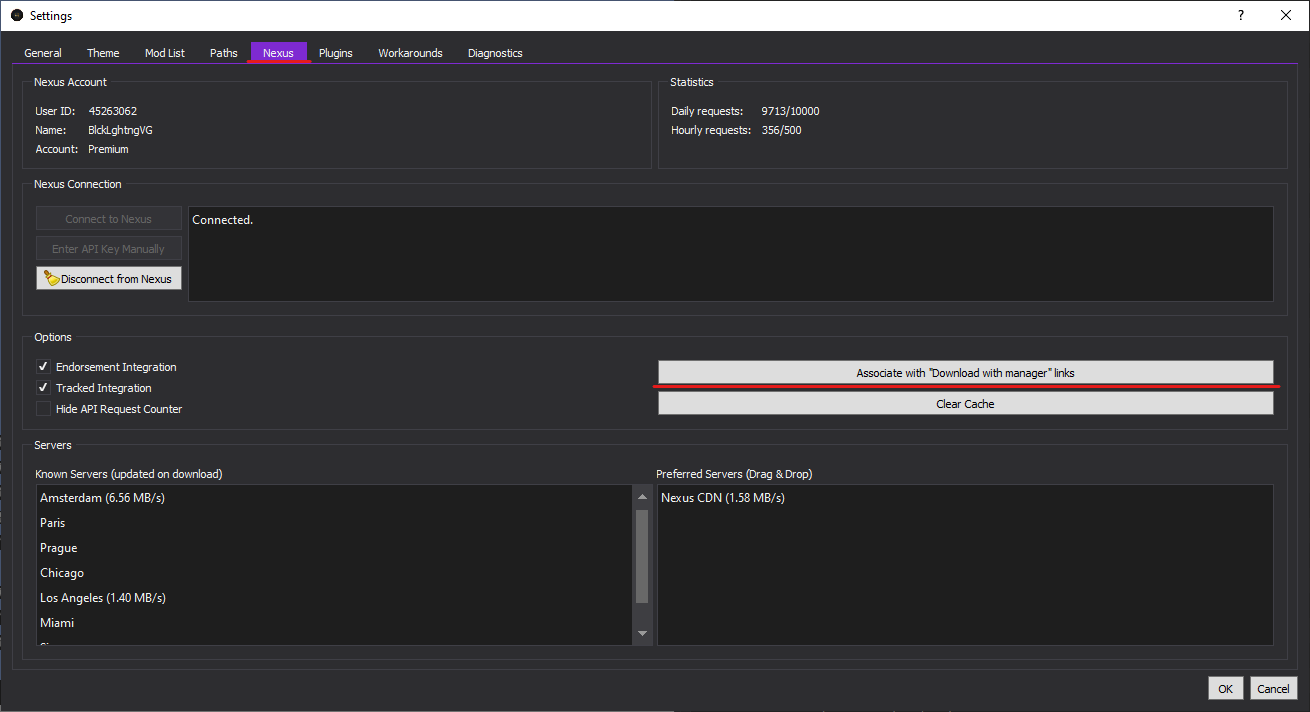 Settings
?
General Theme Mod List Paths Nexus Plugins Workarounds Diagnostics
Nexus Account
User ID: 45263062
Name: BlckLghtngVG
Account: Premium
Statistics
Daily requests: 9713/10000
Hourly requests: 356/500
Nexus Connection
Connect to Nexus
Enter API Key Manually
Disconnect from Nexus
Connected.
Options
Endorsement Integration
Tracked Integration
Hide API Request Counter
Associate with "Download with manager" links
Clear Cache
Servers
Known Servers (updated on download)
Amsterdam (6.56 MB/s)
Paris
Prague
Chicago
Los Angeles (1.40 MB/s)
Miami
Preferred Servers (Drag & Drop)
Nexus CDN (1.58 MB/s)
OK Cancel